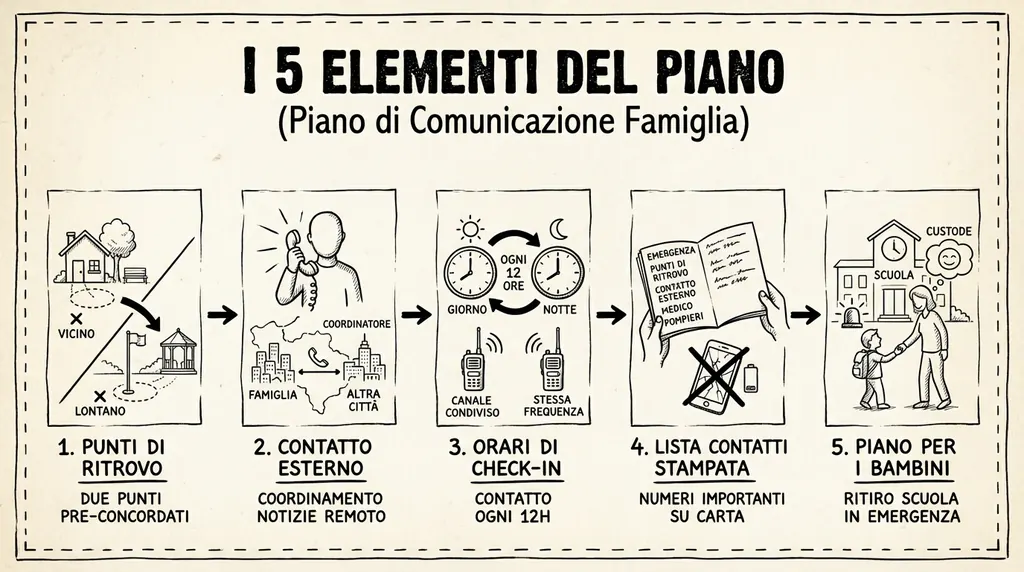 I 5 ELEMENTI DEL PIANO
(Piano di Comunicazione Famiglia)
VICINO
LONTANO
1. PUNTI DI
RITROVO
DUE PUNTI
PRE-CONCORDATI
COORDINATORE
FAMIGLIA
ALTRA
CITTÀ
2. CONTATTO
ESTERNO
COORDINAMENTO
NOTIZIE REMOTO
OGNI
12
ORE
GIORNO
NOTTE
CANALE
CONDIVISO
STESSA
FREQUENZA
3. ORARI DI
CHECK-IN
CONTATTO
OGNI 12H
EMERGENZA
PUNTI DI
RITROVO
CONTATTO
ESTERNO
MEDICO
POMPIERI
4. LISTA CONTATTI
STAMPATA
NUMERI IMPORTANTI
SU CARTA
CUSTODE
SCUOLA
5. PIANO PER
I BAMBINI
RITIRO SCUOLA
IN EMERGENZA